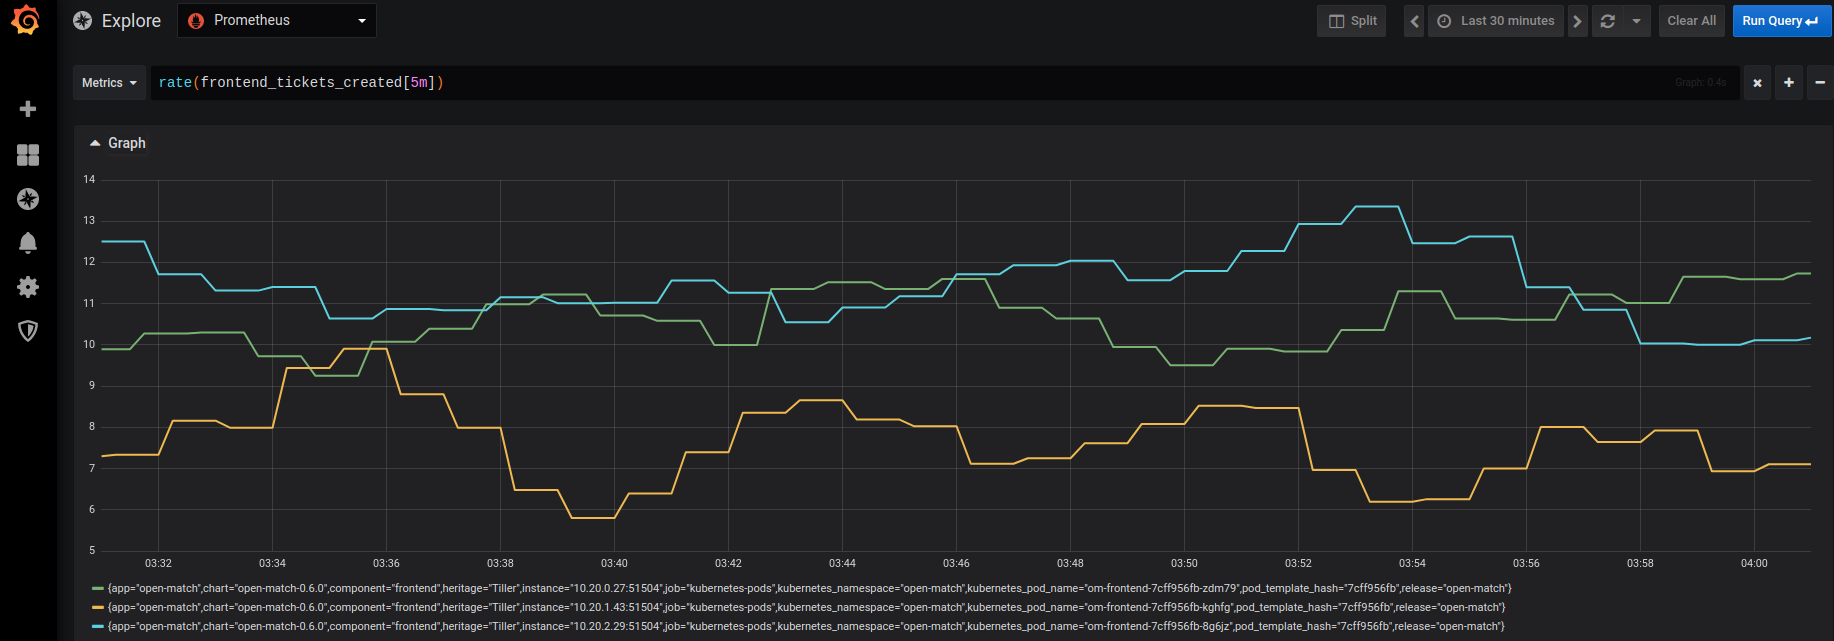 Explore Prometheus Split Last 30 minutes Clear All Run Query
Metrics rate(frontend_tickets_created[5m]) Graph: 0.4s
Graph
14
13
12
11
10
9
8
7
6
5
03:32 03:34 03:36 03:38 03:40 03:42 03:44 03:46 03:48 03:50 03:52 03:54 03:56 03:58 04:00
{app="open-match",chart="open-match-0.6.0",component="frontend",heritage="Tiller",instance="10.20.0.27:51504",job="kubernetes-pods",kubernetes_namespace="open-match",kubernetes_pod_name="om-frontend-7cff956fb-zdm79",pod_template_hash="7cff956fb",release="open-match"}
{app="open-match",chart="open-match-0.6.0",component="frontend",heritage="Tiller",instance="10.20.1.43:51504",job="kubernetes-pods",kubernetes_namespace="open-match",kubernetes_pod_name="om-frontend-7cff956fb-kghfg",pod_template_hash="7cff956fb",release="open-match"}
{app="open-match",chart="open-match-0.6.0",component="frontend",heritage="Tiller",instance="10.20.2.29:51504",job="kubernetes-pods",kubernetes_namespace="open-match",kubernetes_pod_name="om-frontend-7cff956fb-8g6jz",pod_template_hash="7cff956fb",release="open-match"}